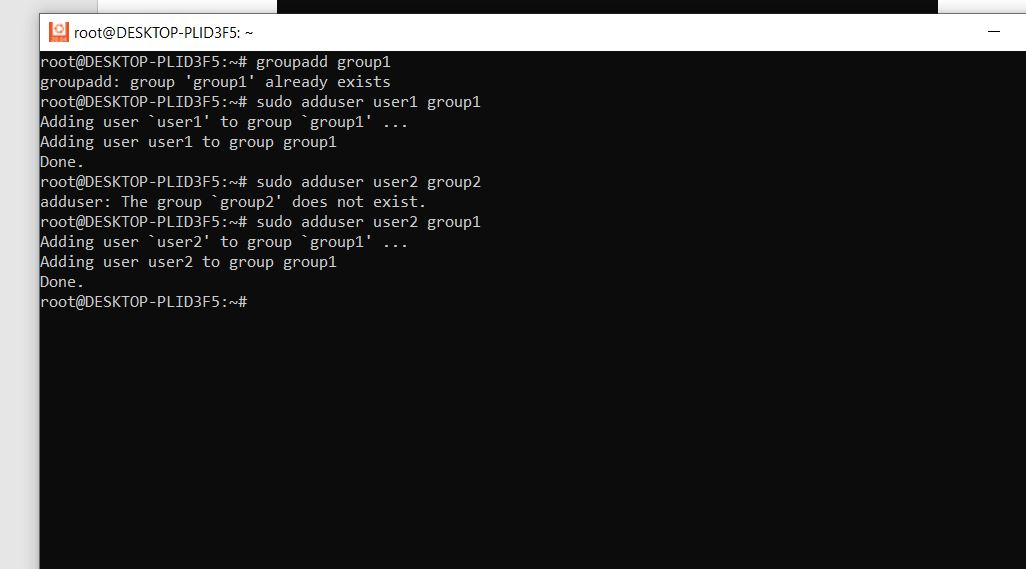 root@DESKTOP-PLID3F5: ~
root@DESKTOP-PLID3F5:~# groupadd group1
groupadd: group 'group1' already exists
root@DESKTOP-PLID3F5:~# sudo adduser user1 group1
Adding user `user1' to group `group1' ...
Adding user user1 to group group1
Done.
root@DESKTOP-PLID3F5:~# sudo adduser user2 group2
adduser: The group `group2' does not exist.
root@DESKTOP-PLID3F5:~# sudo adduser user2 group1
Adding user `user2' to group `group1' ...
Adding user user2 to group group1
Done.
root@DESKTOP-PLID3F5:~#